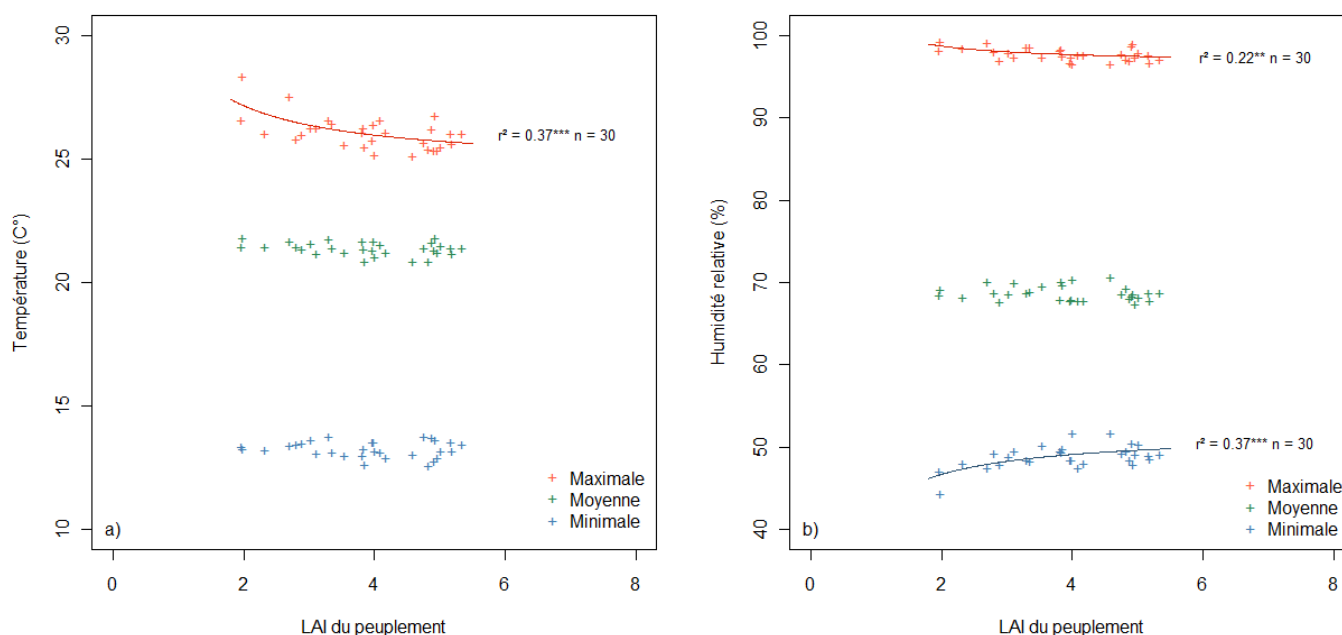 30
25
20
15
10
Température (C°)
r² = 0.37*** n = 30
Maximale
Moyenne
Minimale
a)
0 2 4 6 8
LAI du peuplement
100
90
80
70
60
50
40
Humidité relative (%)
r² = 0.22** n = 30
r² = 0.37*** n = 30
Maximale
Moyenne
Minimale
b)
0 2 4 6 8
LAI du peuplement